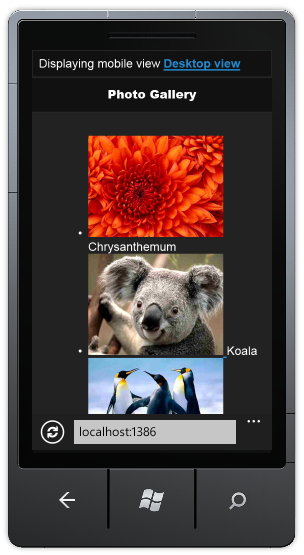 Displaying mobile view Desktop view
Photo Gallery
Chrysanthemum
Koala
localhost:1386